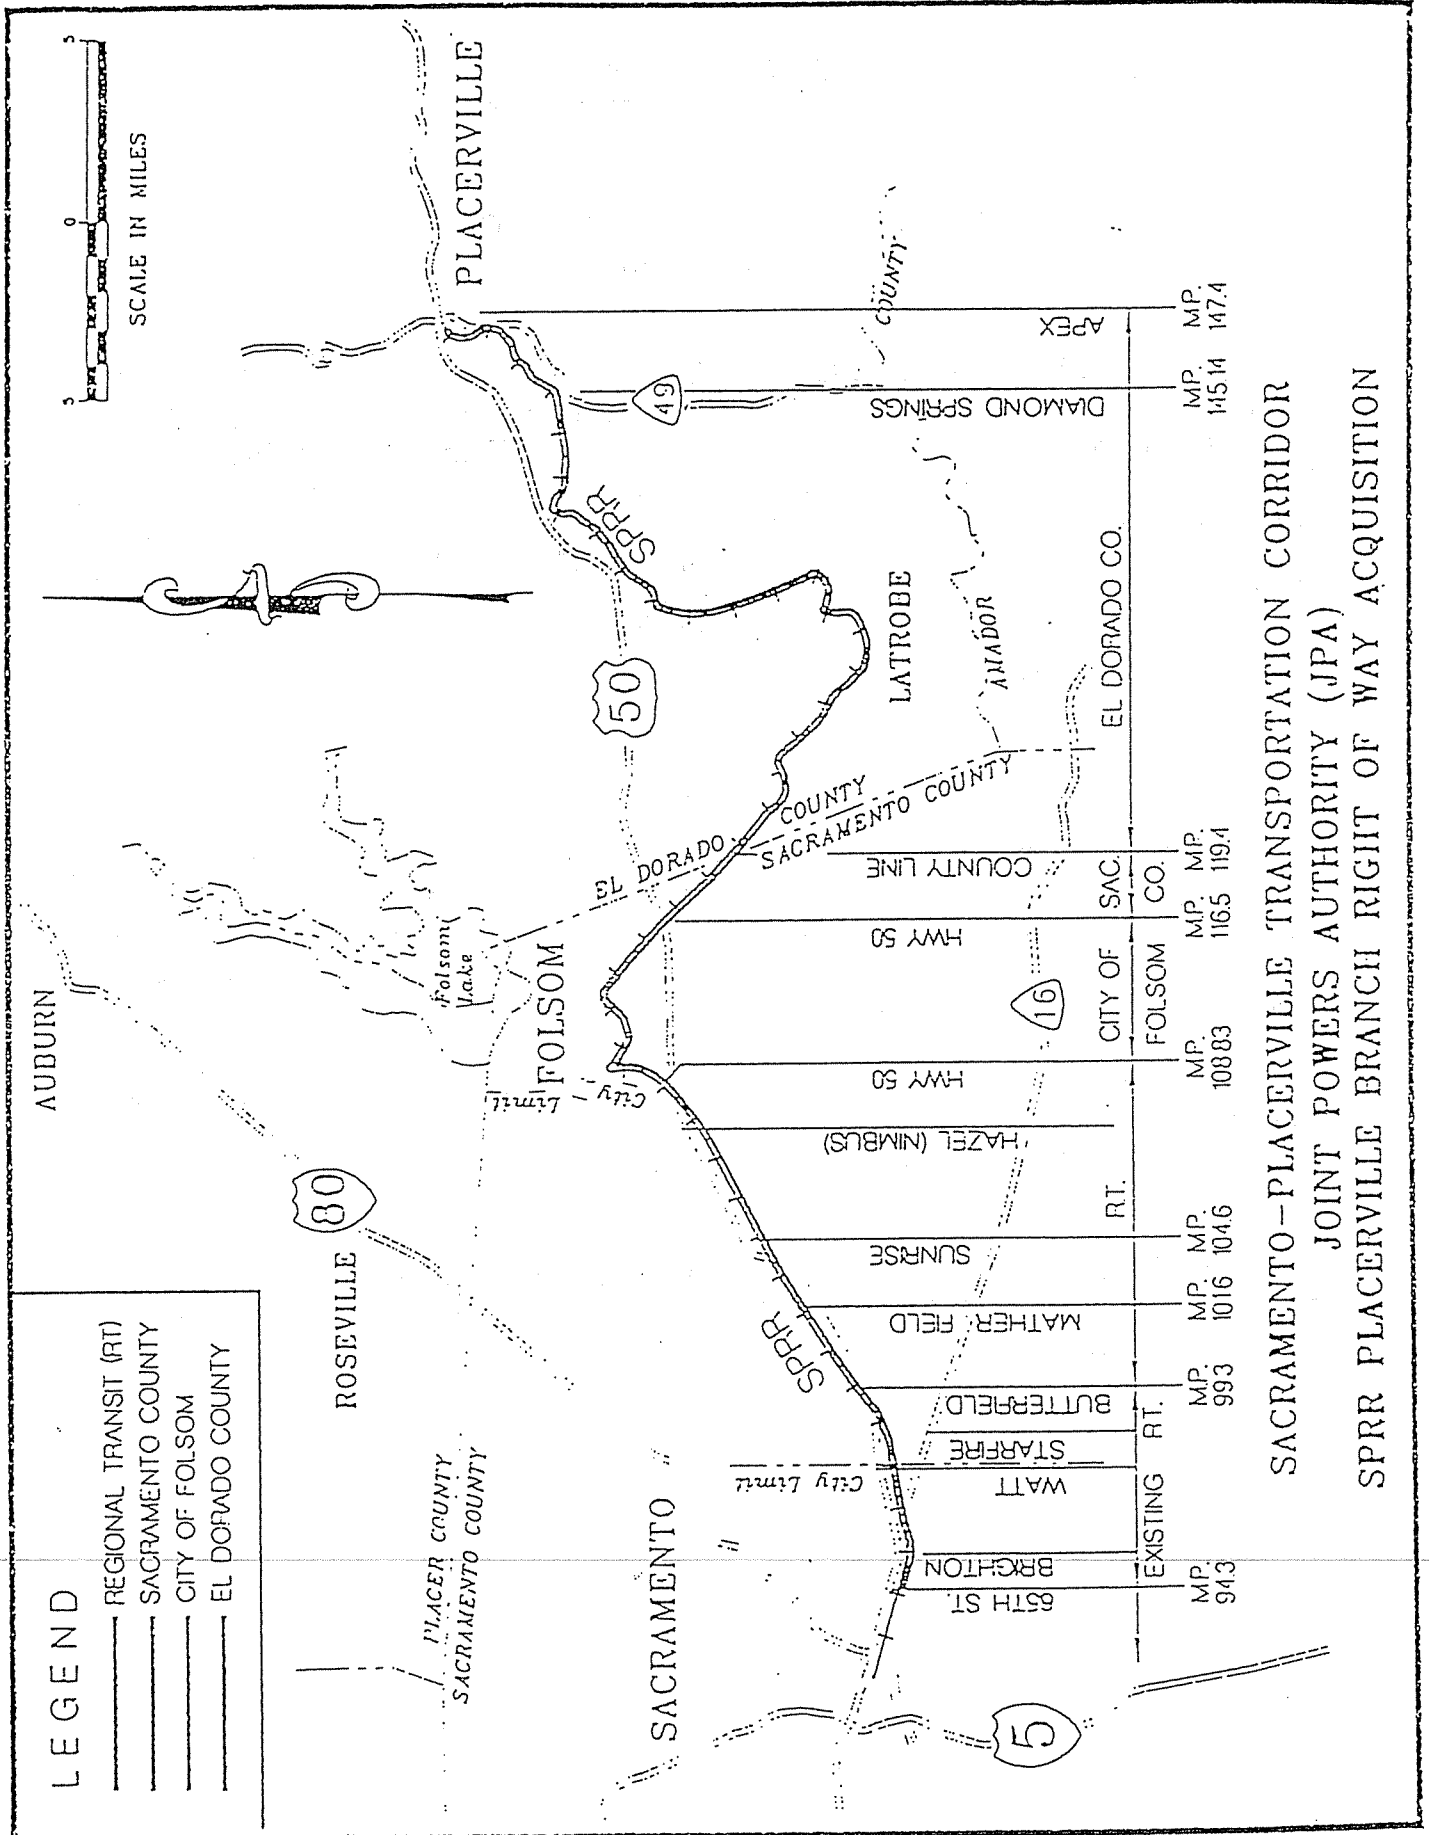 LEGEND
REGIONAL TRANSIT (RT)
SACRAMENTO COUNTY
CITY OF FOLSOM
EL DORADO COUNTY
5 0 5
SCALE IN MILES
AUBURN
ROSEVILLE
80
PLACER COUNTY
SACRAMENTO COUNTY
Folsom
Lake
FOLSOM
City Limit
PLACERVILLE
50
49
SPRR
LATROBE
EL DORADO COUNTY
SACRAMENTO COUNTY
AMADOR COUNTY
16
SACRAMENTO
City Limit
SPRR
5
65TH ST.
BRIGHTON
WATT
STARFIRE
BUTTERFIELD
MATHER FIELD
SUNRISE
HAZEL (NIMBUS)
HWY 50
HWY 50
COUNTY LINE
DIAMOND SPRINGS
APEX
EXISTING RT.
RT.
CITY OF
FOLSOM
SAC.
CO.
EL DORADO CO.
M.P.
94.3
M.P.
99.3
M.P.
101.6
M.P.
104.6
M.P.
108.83
M.P.
116.5
M.P.
119.4
M.P.
145.14
M.P.
147.4
SACRAMENTO-PLACERVILLE TRANSPORTATION CORRIDOR
JOINT POWERS AUTHORITY (JPA)
SPRR PLACERVILLE BRANCH RIGIT OF WAY ACQUISITION